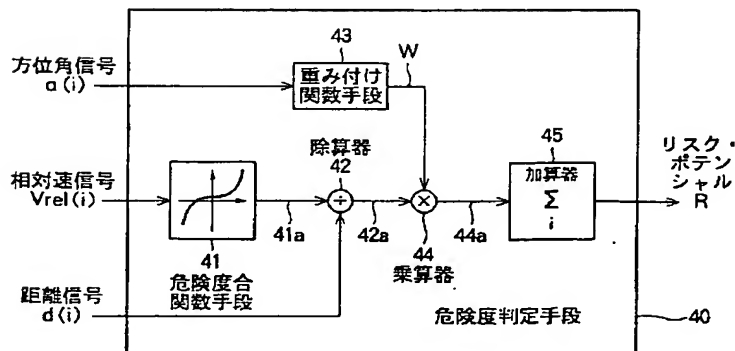 43
W
方位角信号
a(i)
重み付け
関数手段
相対速信号
Vrel(i)
除算器
42
÷
45
加算器
Σ
i
リスク・
ポテン
シャル
R
41a
42a
×
44a
41
危険度合
関数手段
44
乗算器
距離信号
d(i)
危険度判定手段
40